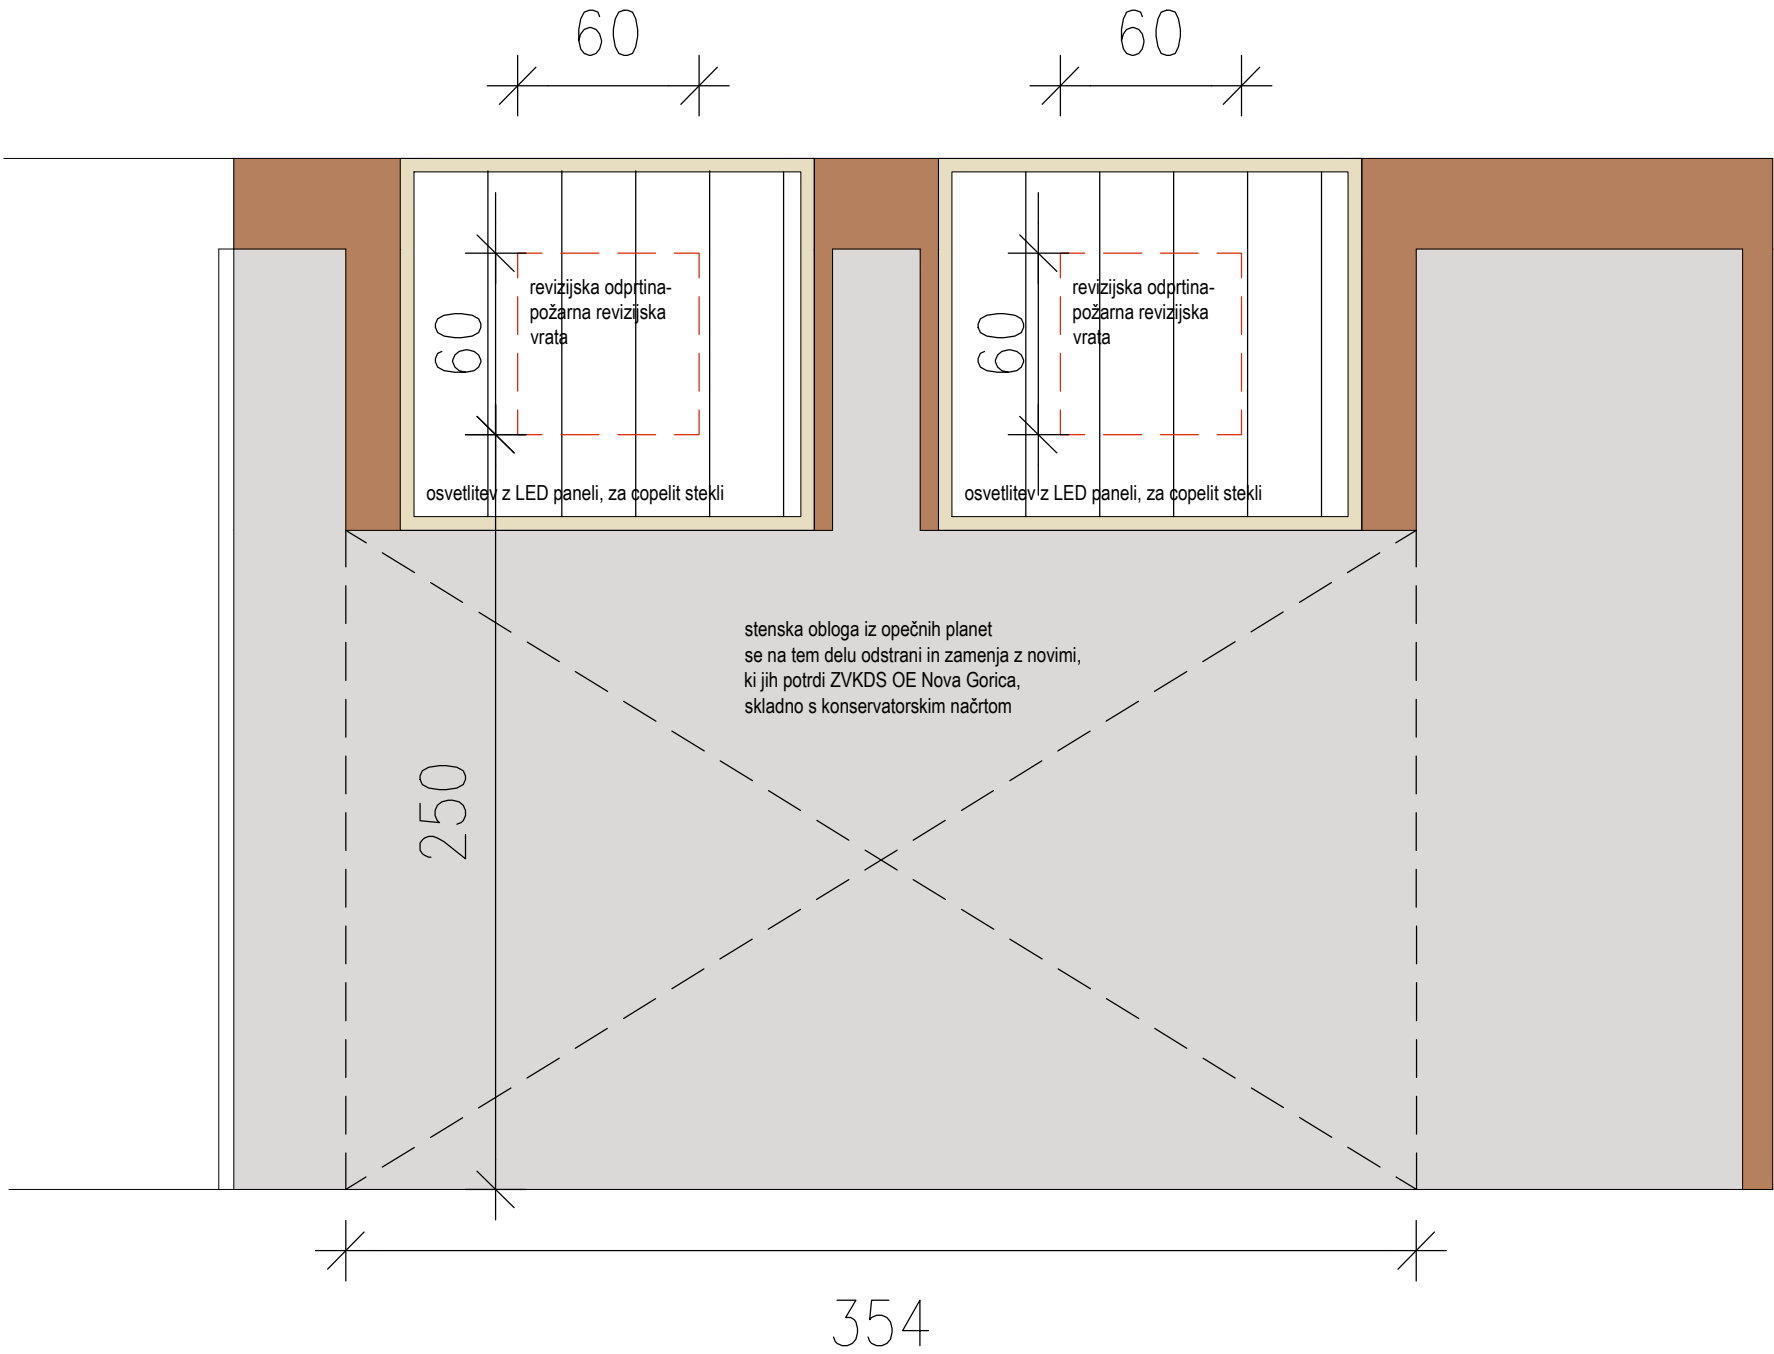 60
60
revizijska odprtina-
požarna revizijska
vrata
60
osvetlitev z LED paneli, za copelit stekli
revizijska odprtina-
požarna revizijska
vrata
60
osvetlitev z LED paneli, za copelit stekli
stenska obloga iz opečnih planet
se na tem delu odstrani in zamenja z novimi,
ki jih potrdi ZVKDS OE Nova Gorica,
skladno s konservatorskim načrtom
250
354